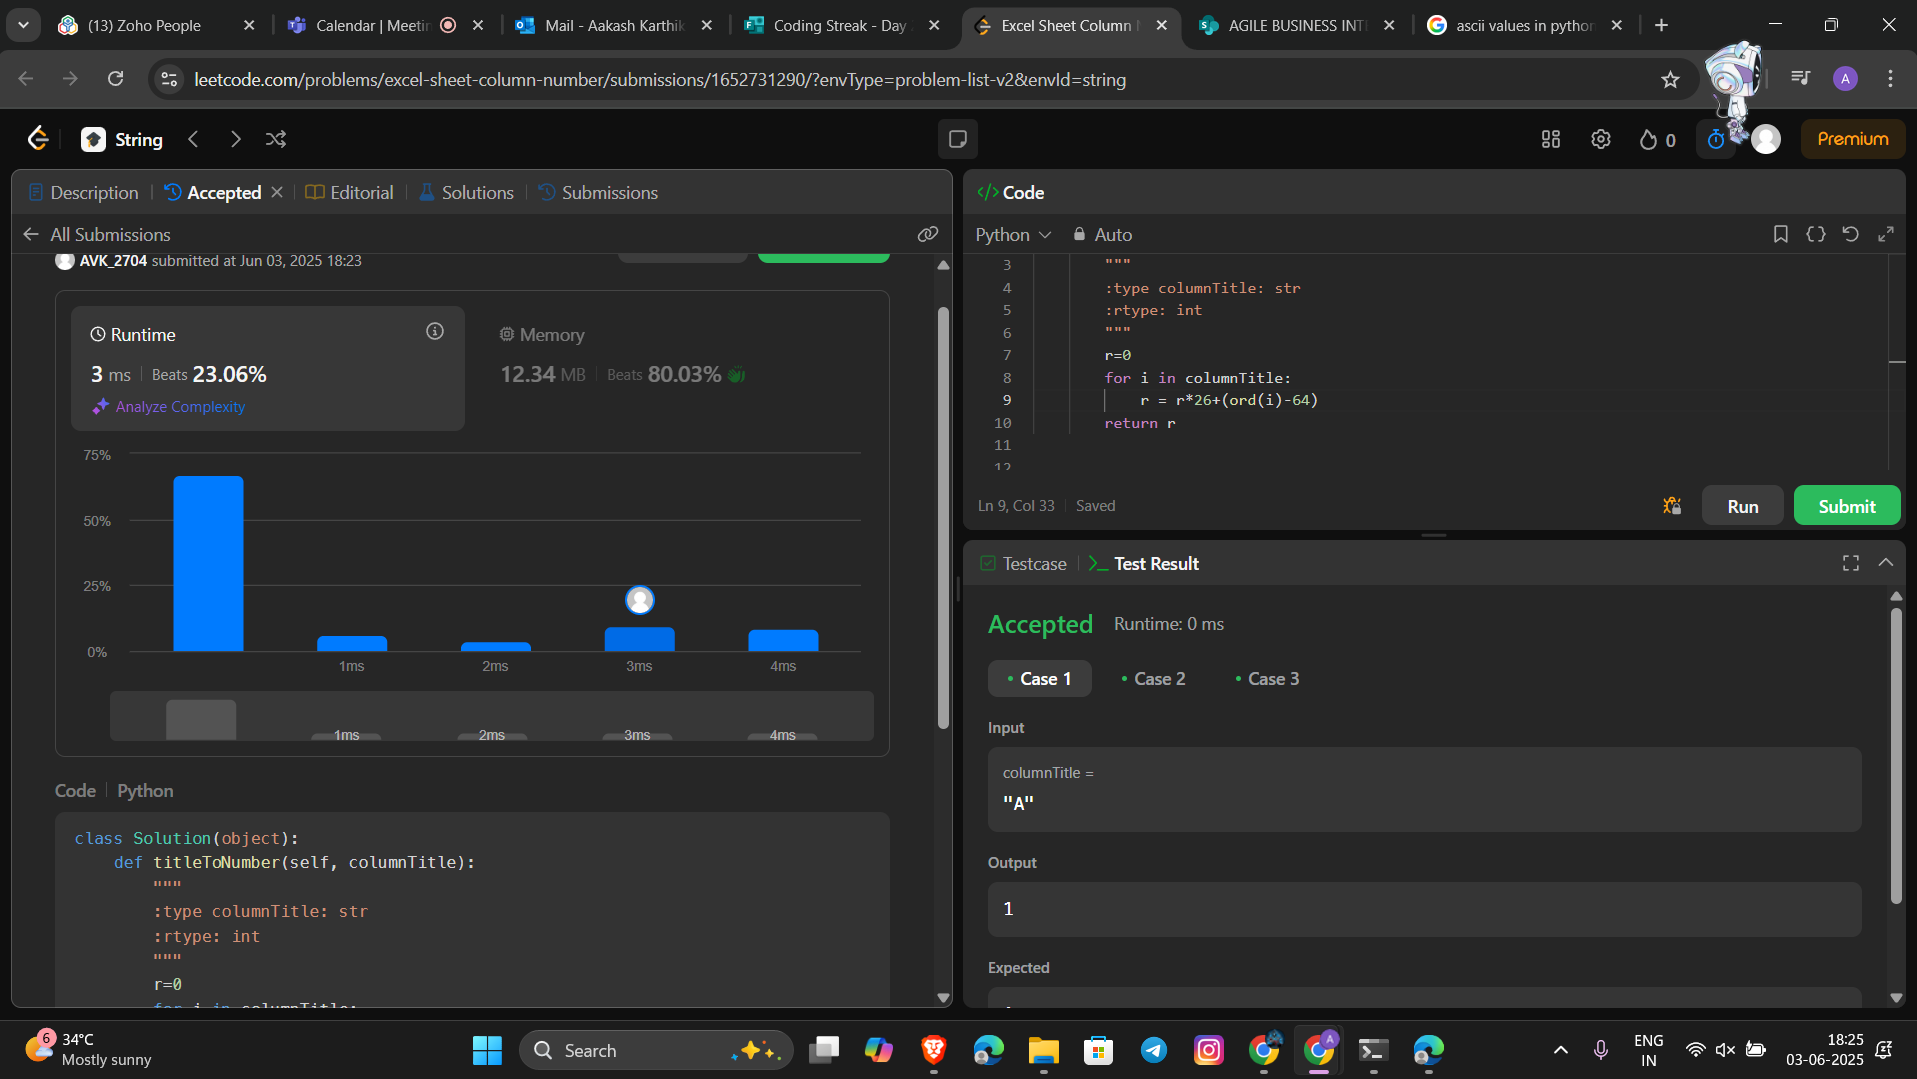 (13) Zoho People
Calendar | Meetin
Mail - Aakash Karthik
Coding Streak - Day
Excel Sheet Column
AGILE BUSINESS INTE
ascii values in python
leetcode.com/problems/excel-sheet-column-number/submissions/1652731290/?envType=problem-list-v2&envId=string
A
String
0
Premium
Description
Accepted
Editorial
Solutions
Submissions
All Submissions
AVK_2704 submitted at Jun 03, 2025 18:23
Runtime
3 ms
Beats 23.06%
Analyze Complexity
Memory
12.34 MB
Beats 80.03%
75%
50%
25%
0%
1ms
2ms
3ms
4ms
1ms
2ms
3ms
4ms
Code
Python
class Solution(object):
def titleToNumber(self, columnTitle):
"""
:type columnTitle: str
:rtype: int
"""
r=0
for i in columnTitle:
</> Code
Python
Auto
3 """
4 :type columnTitle: str
5 :rtype: int
6 """
7 r=0
8 for i in columnTitle:
9 r = r*26+(ord(i)-64)
10 return r
11
12
Ln 9, Col 33
Saved
Run
Submit
Testcase
Test Result
Accepted
Runtime: 0 ms
Case 1
Case 2
Case 3
Input
columnTitle =
"A"
Output
1
Expected
6
34°C
Mostly sunny
Search
A
ENG
IN
18:25
03-06-2025